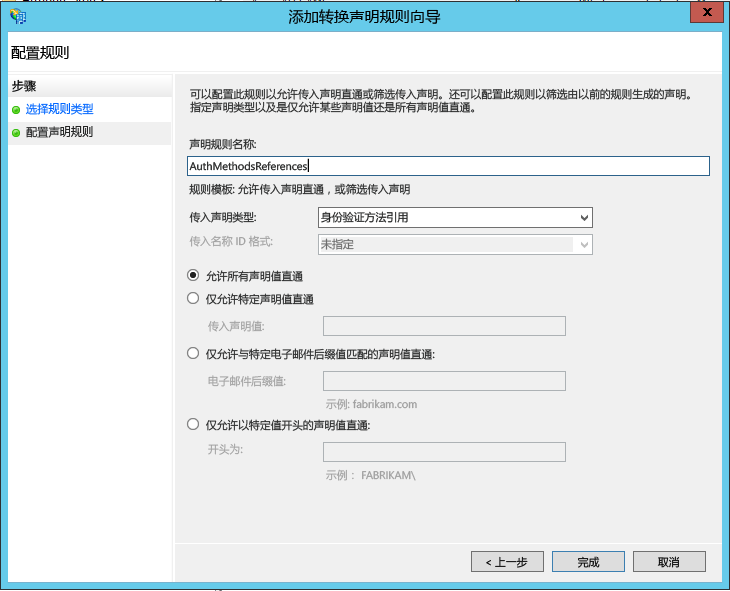 添加转换声明规则向导
x
配置规则
步骤
选择规则类型
配置声明规则
可以配置此规则以允许传入声明直通或筛选传入声明。还可以配置此规则以筛选由以前的规则生成的声明。
指定声明类型以及是仅允许某些声明值还是所有声明值直通。
声明规则名称:
AuthMethodsReferences
规则模板: 允许传入声明直通，或筛选传入声明
传入声明类型:
身份验证方法引用
传入名称 ID 格式:
未指定
允许所有声明值直通
仅允许特定声明值直通
传入声明值:
仅允许与特定电子邮件后缀值匹配的声明值直通:
电子邮件后缀值:
示例: fabrikam.com
仅允许以特定值开头的声明值直通:
开头为:
示例： FABRIKAM\
< 上一步
完成
取消